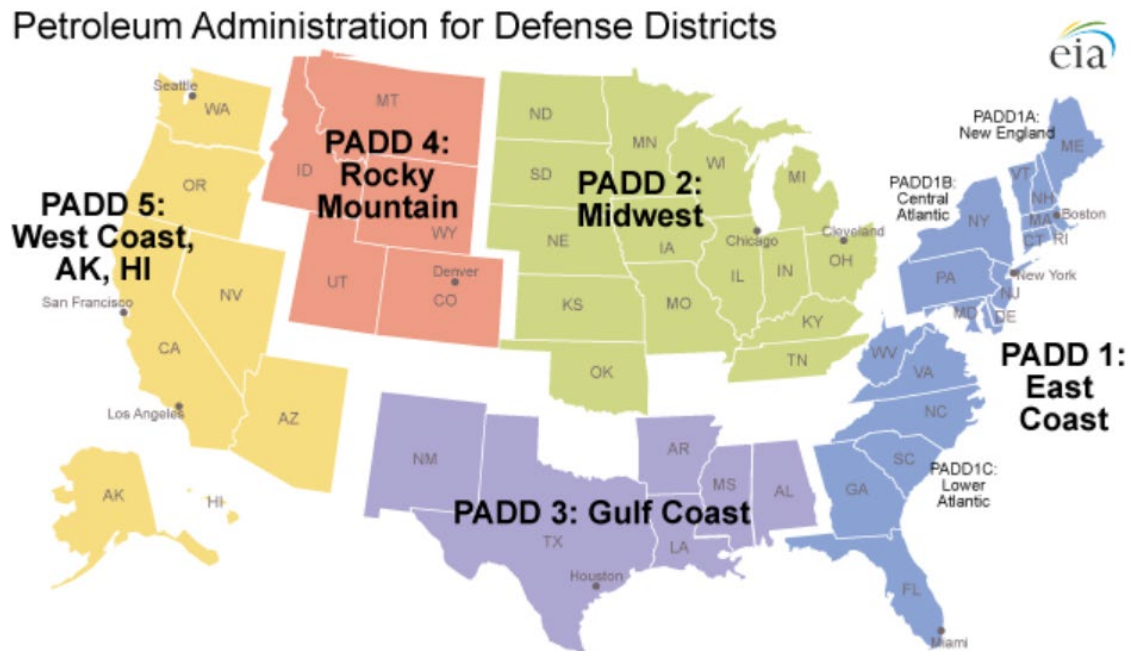 Petroleum Administration for Defense Districts
eia
Seattle
WA
MT
ND
MN
PADD1A:
New England
ME
PADD 4:
Rocky
Mountain
ID
OR
SD
WI
MI
VT
NH
PADD1B:
Central
Atlantic
PADD 5:
West Coast,
AK, HI
PADD 2:
Midwest
NY
MA
Boston
CT
RI
WY
NE
IA
Chicago
Cleveland
OH
San Francisco
NV
UT
Denver
CO
IL
IN
PA
New York
NJ
KS
MO
MD
DE
CA
KY
WV
TN
VA
PADD 1:
East
Coast
OK
Los Angeles
AZ
NC
NM
AR
SC
PADD1C:
Lower
Atlantic
AK
HI
MS
AL
GA
PADD 3: Gulf Coast
TX
LA
Houston
FL
Miami